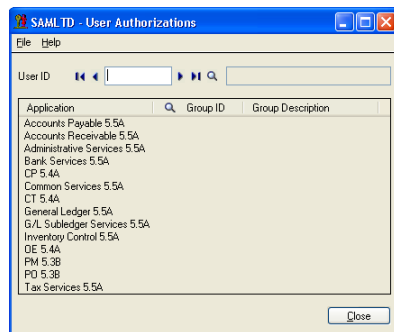 SAMLTD - User Authorizations
File Help
User ID
Application Group ID Group Description
Accounts Payable 5.5A
Accounts Receivable 5.5A
Administrative Services 5.5A
Bank Services 5.5A
CP 5.4A
Common Services 5.5A
CT 5.4A
General Ledger 5.5A
G/L Subledger Services 5.5A
Inventory Control 5.5A
OE 5.4A
PM 5.3B
PO 5.3B
Tax Services 5.5A
Close